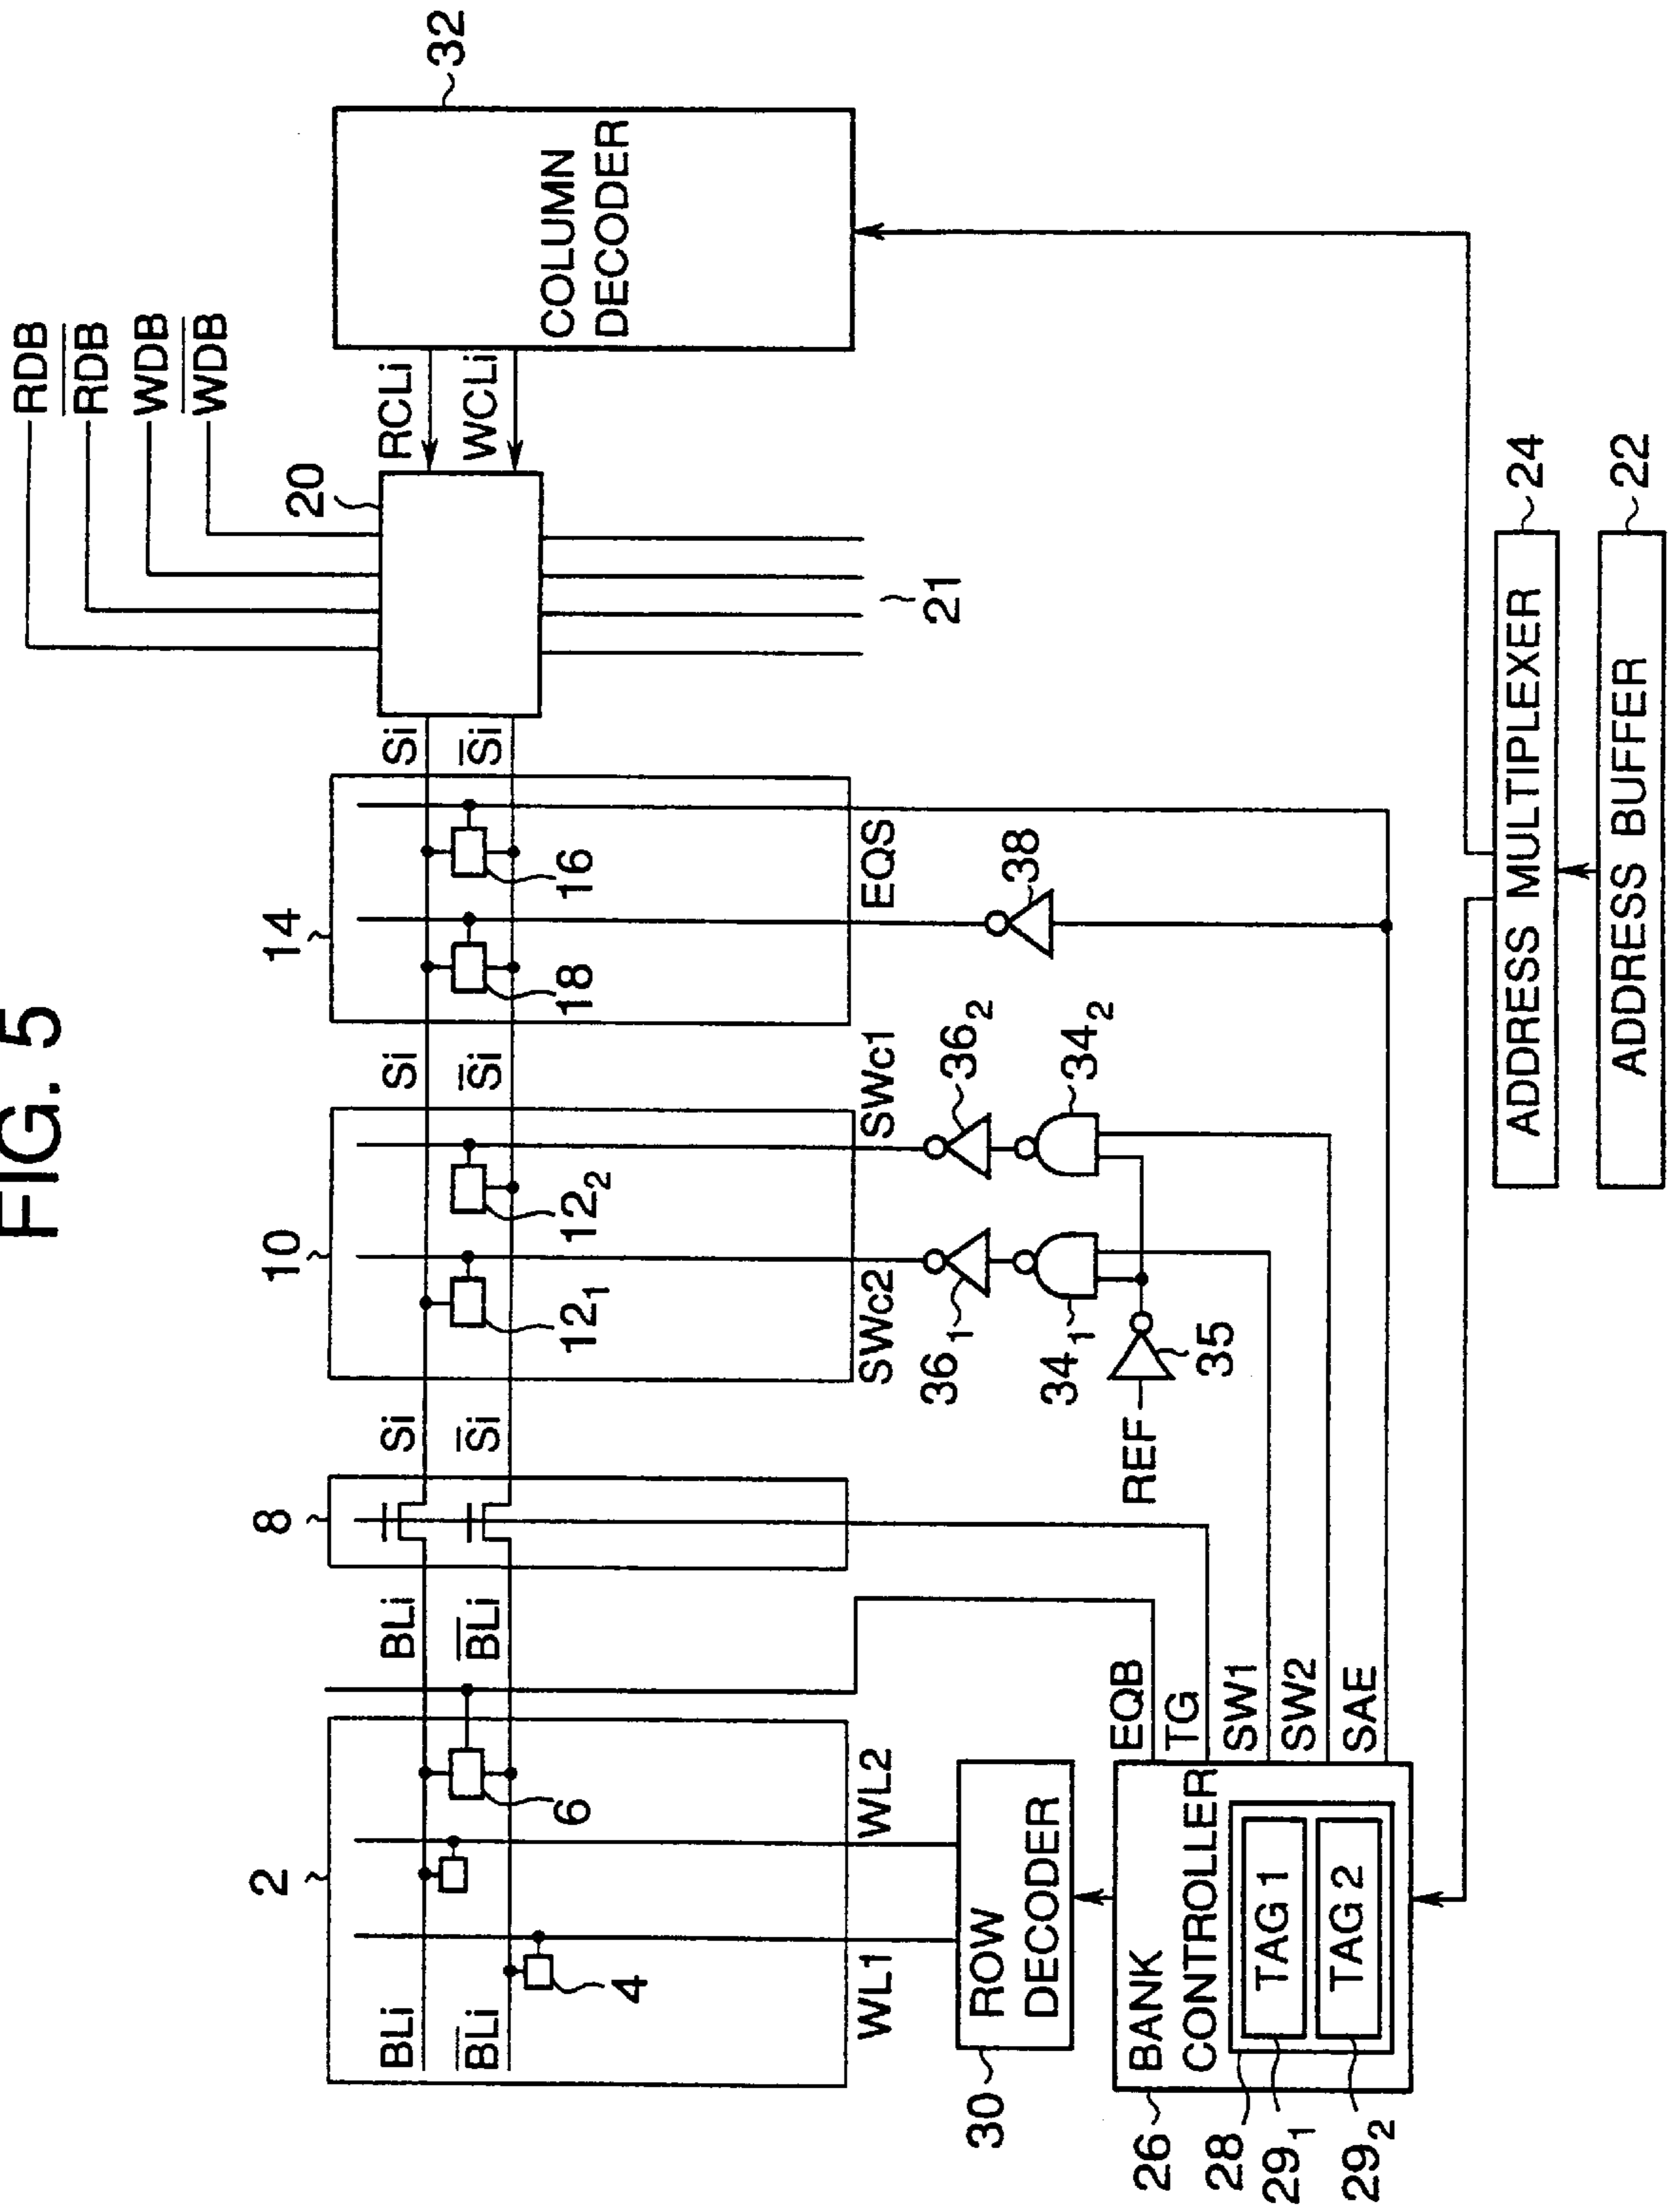 FIG. 5
RDB
RDB
WDB
WDB
2
8
10
14
20
32
BLi
BLi
Si
Si
Si
RCLi
BLi
BLi
Si
Si
Si
WCLi
COLUMN
DECODER
4
6
12₁
12₂
18
16
WL1
WL2
SWc2
SWc1
EQS
21
30
ROW
DECODER
36₁
36₂
38
34₁
34₂
REF
35
26
BANK
CONTROLLER
EQB
TG
SW1
SW2
SAE
28
29₁
TAG 1
29₂
TAG 2
ADDRESS MULTIPLEXER
24
ADDRESS BUFFER
22